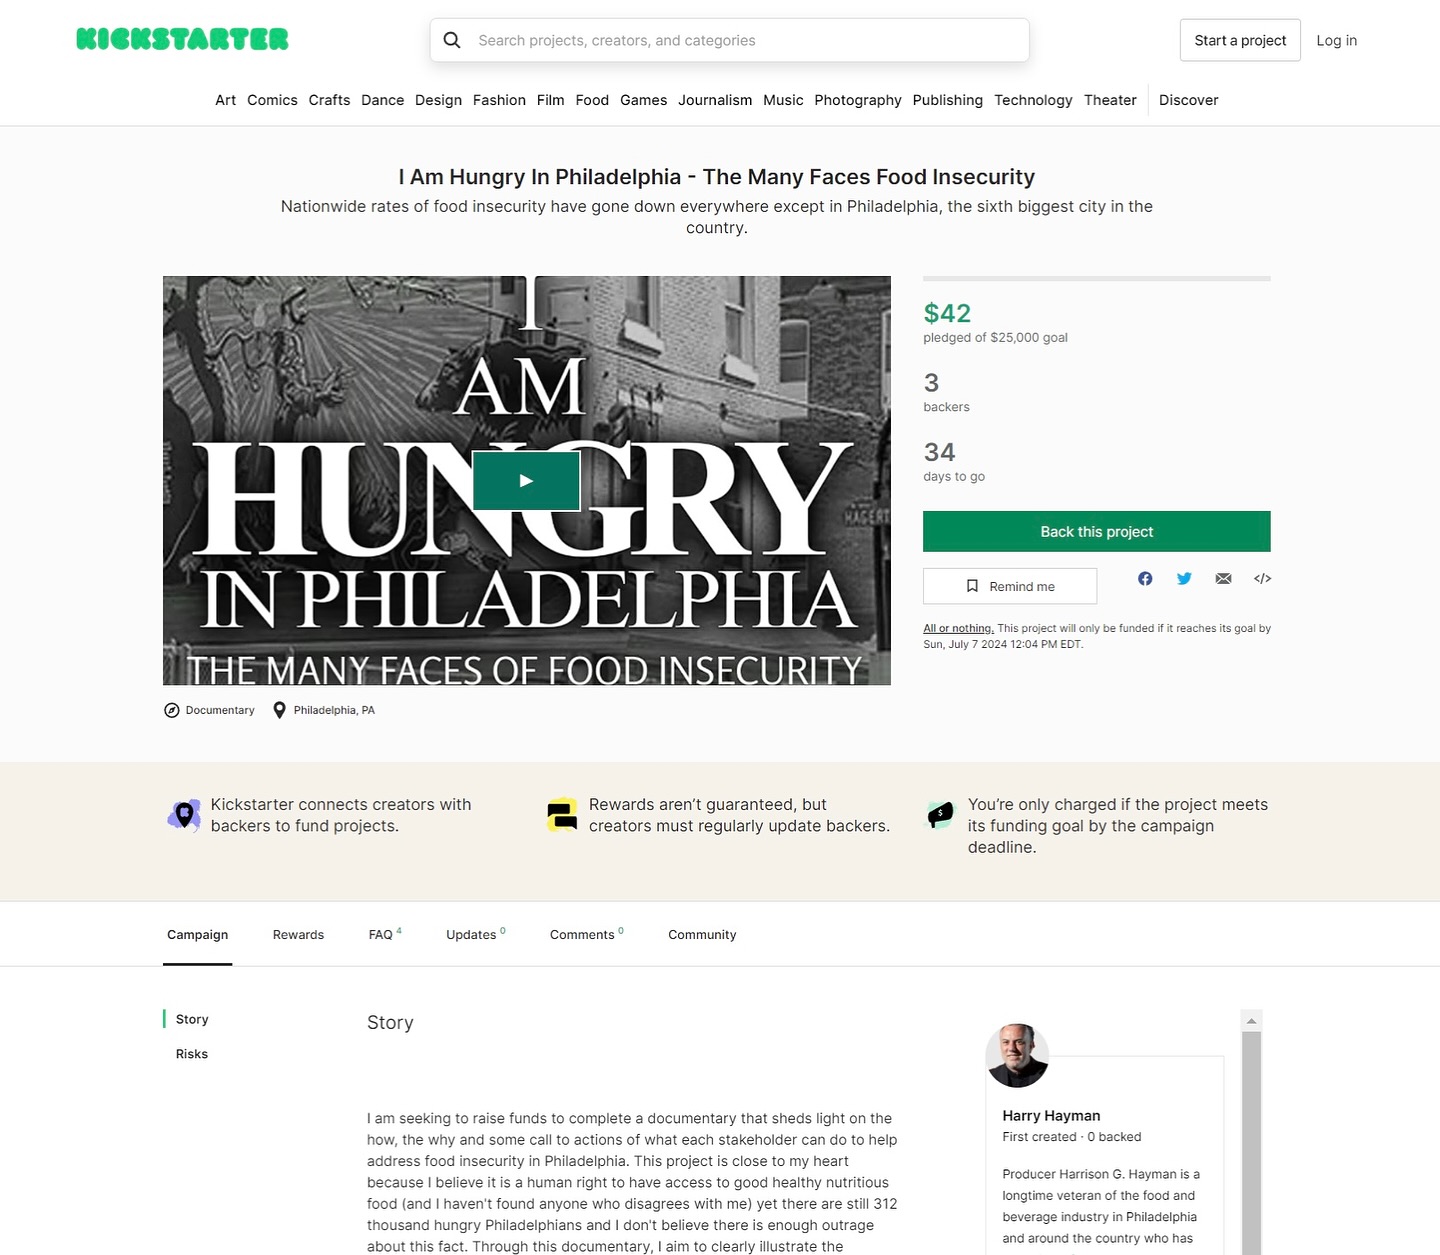 KICKSTARTER
Search projects, creators, and categories
Start a project
Log in
Art Comics Crafts Dance Design Fashion Film Food Games Journalism Music Photography Publishing Technology Theater Discover
I Am Hungry In Philadelphia - The Many Faces Food Insecurity
Nationwide rates of food insecurity have gone down everywhere except in Philadelphia, the sixth biggest city in the
country.
I
AM
HUNGRY
IN PHILADELPHIA
THE MANY FACES OF FOOD INSECURITY
$42
pledged of $25,000 goal
3
backers
34
days to go
Back this project
Remind me
All or nothing. This project will only be funded if it reaches its goal by
Sun, July 7 2024 12:04 PM EDT.
Documentary
Philadelphia, PA
Kickstarter connects creators with
backers to fund projects.
Rewards aren’t guaranteed, but
creators must regularly update backers.
You’re only charged if the project meets
its funding goal by the campaign
deadline.
Campaign
Rewards
FAQ 4
Updates 0
Comments 0
Community
Story
Risks
Story
I am seeking to raise funds to complete a documentary that sheds light on the
how, the why and some call to actions of what each stakeholder can do to help
address food insecurity in Philadelphia. This project is close to my heart
because I believe it is a human right to have access to good healthy nutritious
food (and I haven't found anyone who disagrees with me) yet there are still 312
thousand hungry Philadelphians and I don't believe there is enough outrage
about this fact. Through this documentary, I aim to clearly illustrate the
Harry Hayman
First created · 0 backed
Producer Harrison G. Hayman is a
longtime veteran of the food and
beverage industry in Philadelphia
and around the country who has